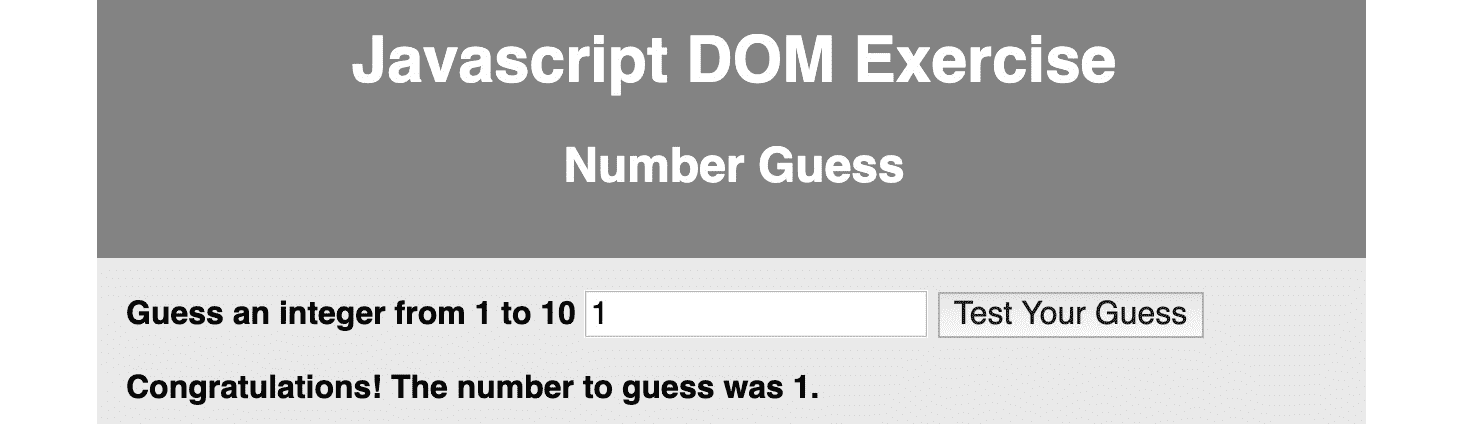 Javascript DOM Exercise
Number Guess
Guess an integer from 1 to 10 1 Test Your Guess
Congratulations! The number to guess was 1.